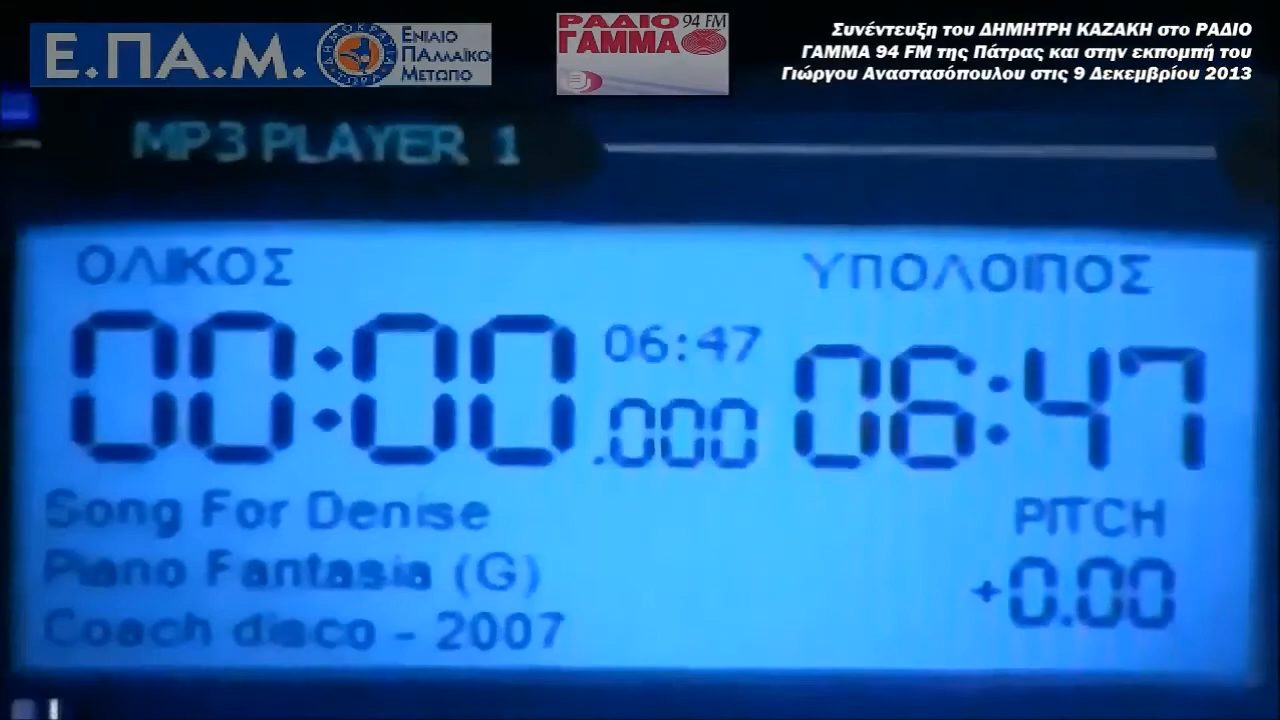 Ε.ΠΑ.Μ.
ΕΝΙΑΙΟ
ΠΑλλαϊκο
ΜΕΤΩΠΟ
ΡΑΔΙΟ 94 FM
ΓΑΜΜΑ
Συνέντευξη του ΔΗΜΗΤΡΗ ΚΑΖΑΚΗ στο ΡΑΔΙΟ
ΓΑΜΜΑ 94 FM της Πάτρας και στην εκπομπή του
Γιώργου Αναστασόπουλου στις 9 Δεκεμβρίου 2013
MP3 PLAYER 1
ΟΛΙΚΟΣ
ΥΠΟΛΟΙΠΟΣ
00:00 06:47 .000 06:47
Song For Denise
Piano Fantasia (G)
Coach disco - 2007
PITCH
+0.00